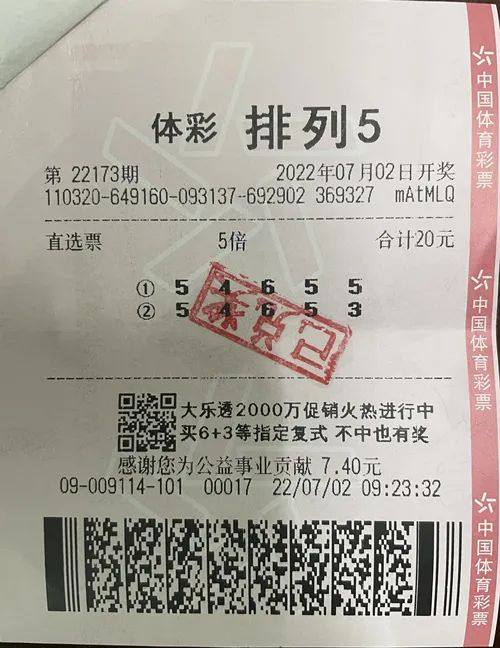 体彩 排列5
第 22173期 2022年07月02日开奖
110320-649160-093137-692902 369327 mAtMLQ
直选票 5倍 合计20元
① 5 4 6 5 5
② 5 4 6 5 3
已兑奖
大乐透2000万促销火热进行中
买6+3等指定复式 不中也有奖
感谢您为公益事业贡献 7.40元
09-009114-101 00017 22/07/02 09:23:32
中国体育彩票
中国体育彩票
中国体育彩票